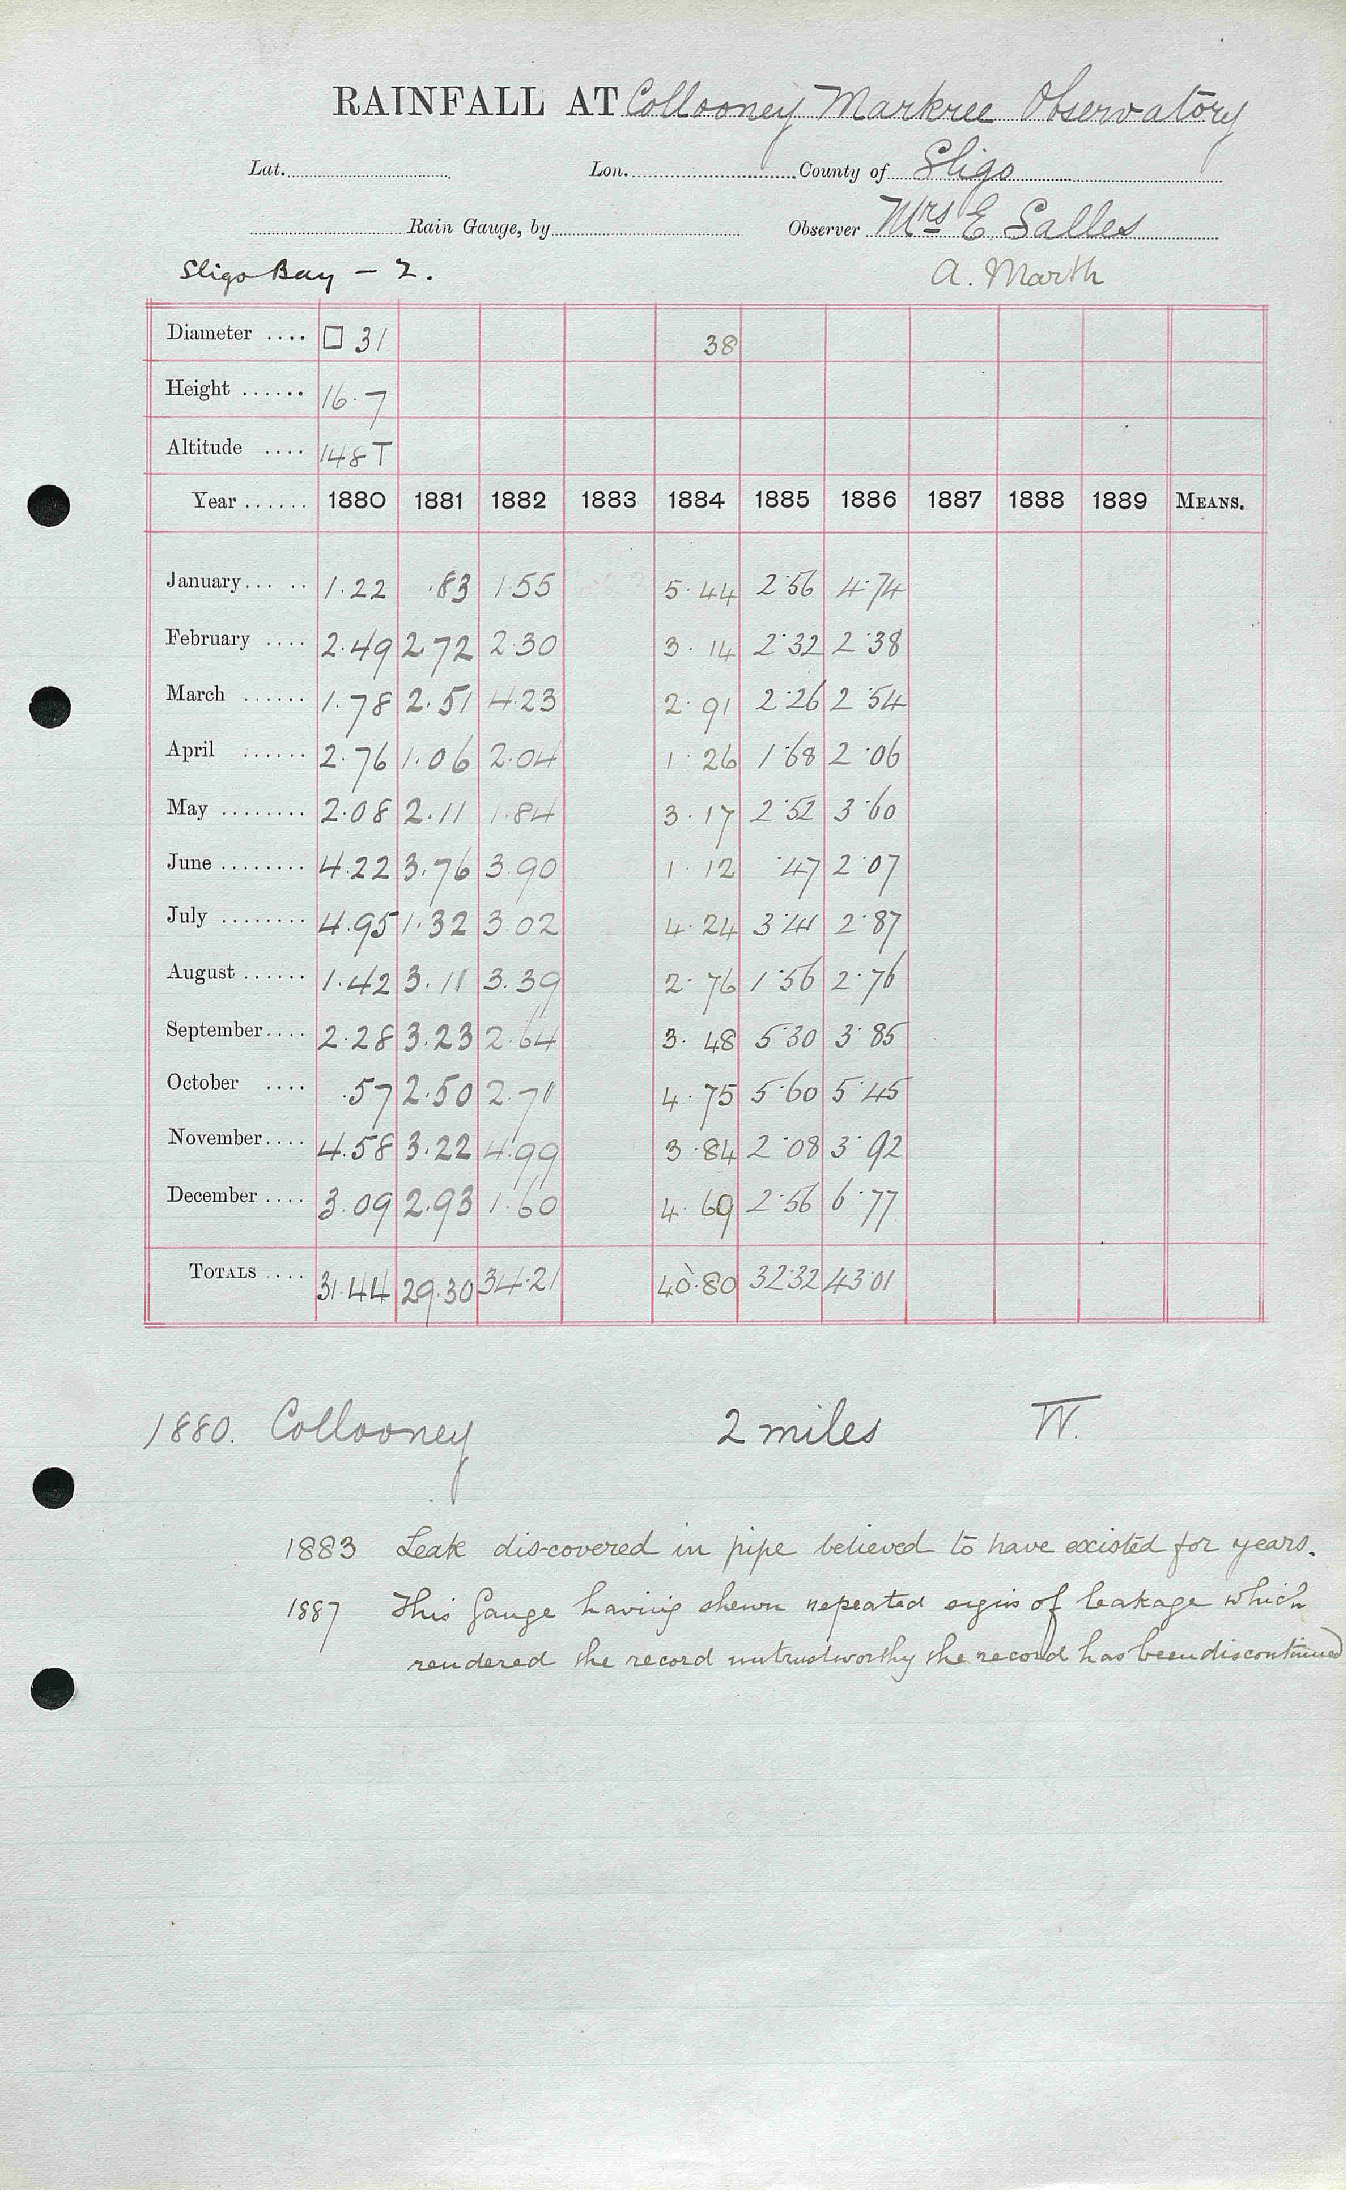 RAINFALL AT Collooney Markree Observatory
Lat. Lon. County of Sligo
Rain Gauge, by Observer Mrs E. Salles
Sligo Bay - 2. A. Marth
Diameter .... □ 31 38
Height ...... 16.7
Altitude .... 148 T
Year ...... 1880 1881 1882 1883 1884 1885 1886 1887 1888 1889 MEANS.
January.... .. 1.22 .83 1.55 5.44 2.56 4.74
February .... 2.49 2.72 2.30 3.14 2.32 2.38
March ...... 1.78 2.51 4.23 2.91 2.26 2.54
April ...... 2.76 1.06 2.04 1.26 1.68 2.06
May ........ 2.08 2.11 1.84 3.17 2.52 3.60
June ........ 4.22 3.76 3.90 1.12 .47 2.07
July ........ 4.95 1.32 3.02 4.24 3.41 2.87
August ...... 1.42 3.11 3.39 2.76 1.56 2.76
September.... 2.28 3.23 2.64 3.48 5.30 3.85
October .... .57 2.50 2.71 4.75 5.60 5.45
November.... 4.58 3.22 4.99 3.84 2.08 3.92
December .... 3.09 2.93 1.60 4.69 2.56 6.77
TOTALS .... 31.44 29.30 34.21 40.80 32.32 43.01
1880. Collooney 2 miles W.
1883 Leak discovered in pipe believed to have existed for years.
1887 This Gauge having shewn repeated signs of leakage which
rendered the record untrustworthy the record has been discontinued